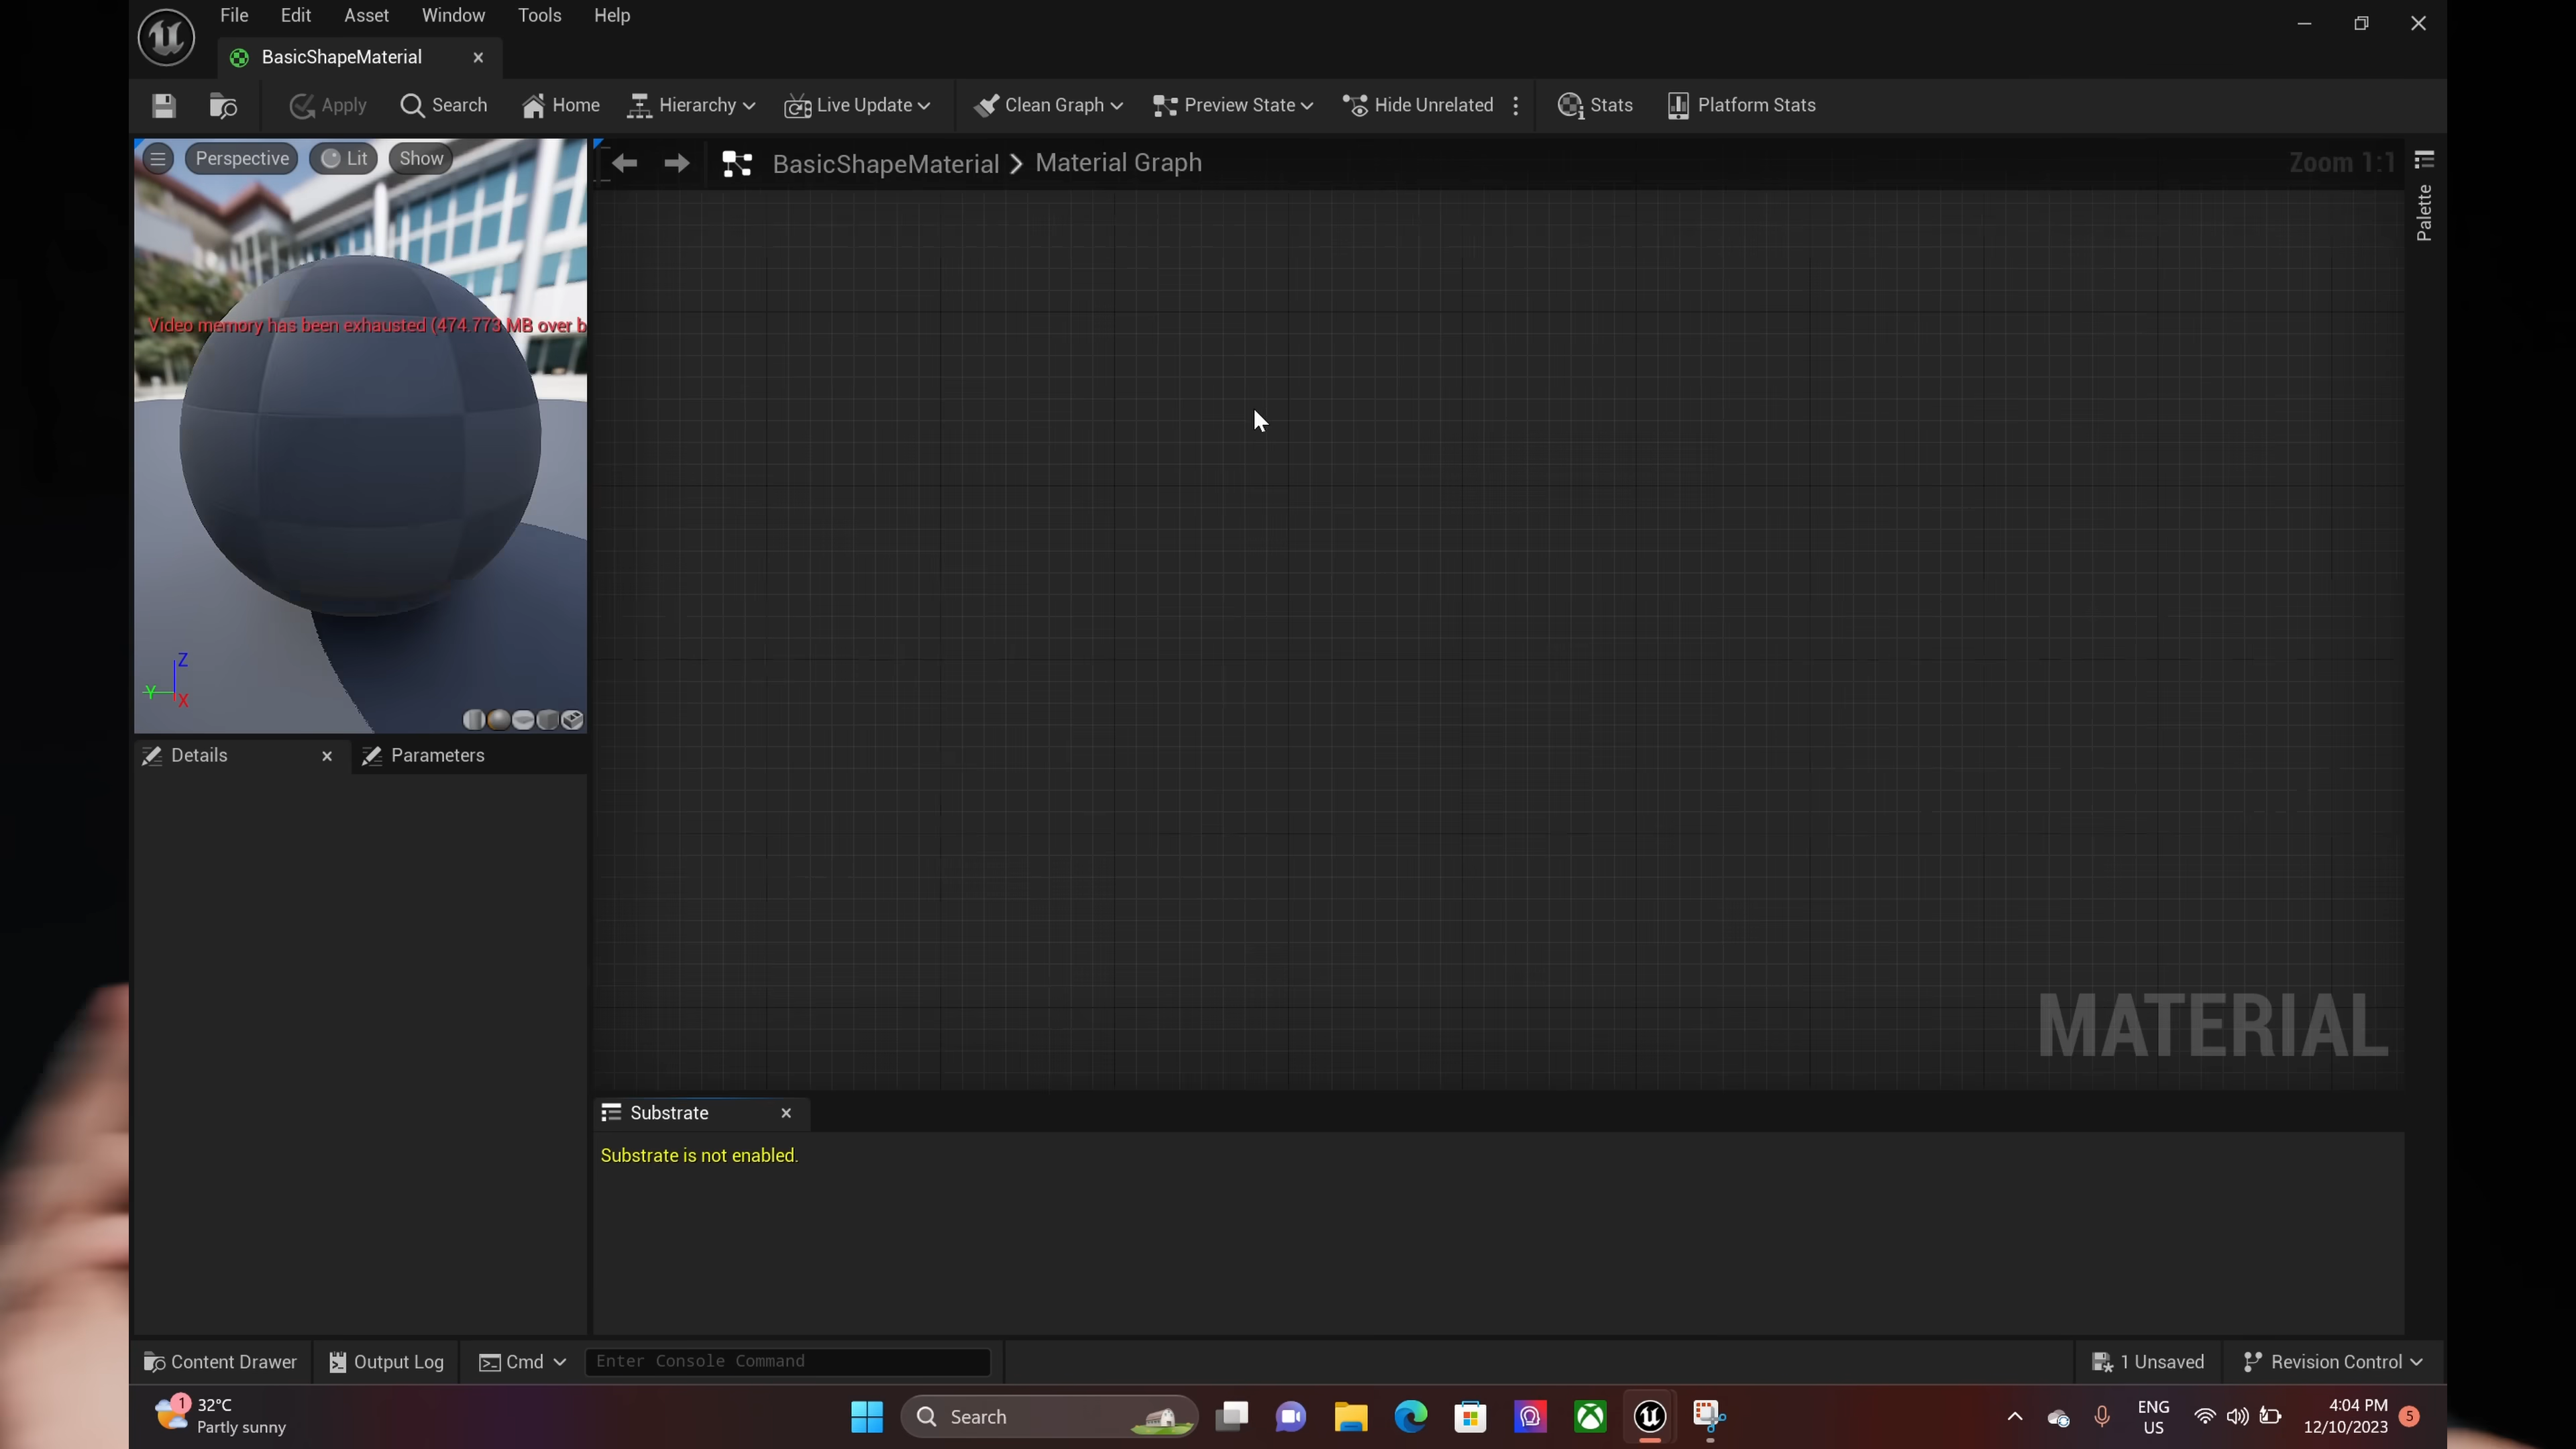 File Edit Asset Window Tools Help
BasicShapeMaterial
Apply Search Home Hierarchy Live Update Clean Graph Preview State Hide Unrelated Stats Platform Stats
Perspective Lit Show
BasicShapeMaterial Material Graph
Zoom 1:1
Palette
Video memory has been exhausted (474.773 MB over b
Z
Y
X
Details Parameters
MATERIAL
Substrate
Substrate is not enabled.
Content Drawer Output Log Cmd Enter Console Command 1 Unsaved Revision Control
1
32°C
Partly sunny
Search
ENG
US
4:04 PM
12/10/2023
5